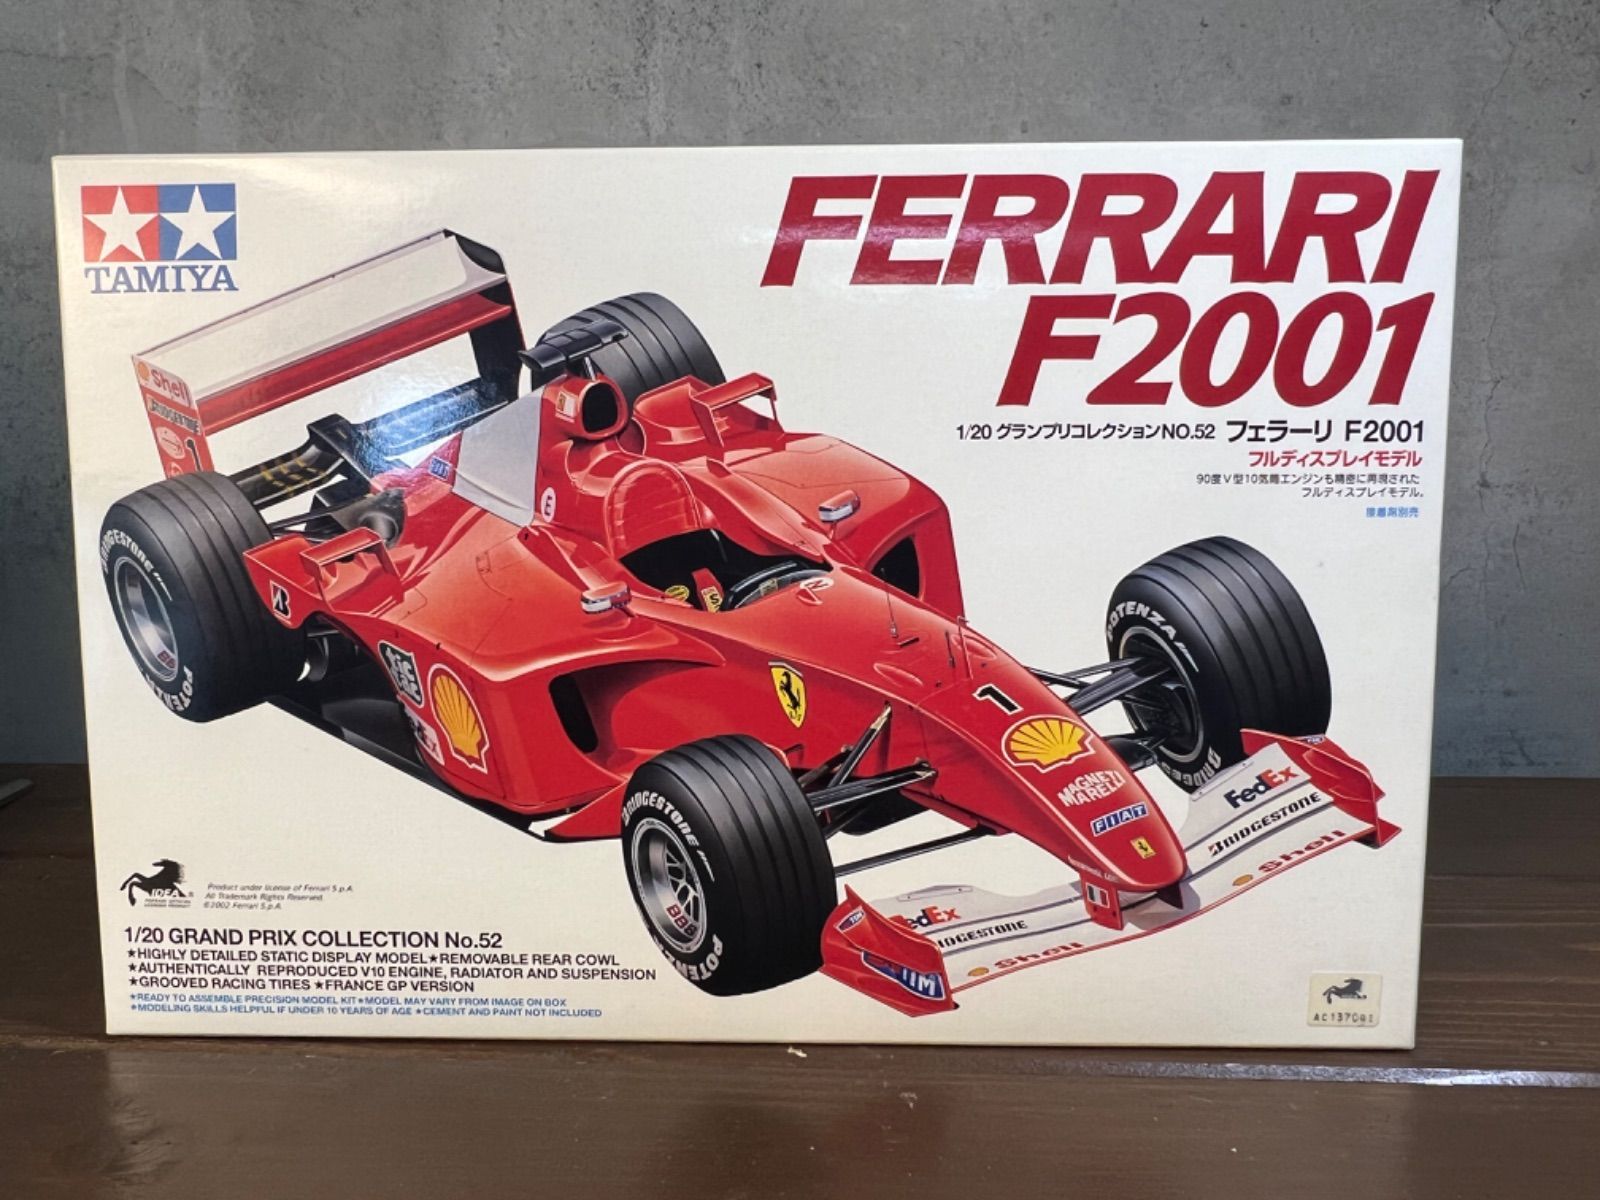 TAMIYA
FERRARI
F2001
1/20 グランプリコレクションNO.52 フェラーリ F2001
フルディスプレイモデル
90度V型10気筒エンジンも精密に再現された
フルディスプレイモデル。
接着剤別売
Shell
BRIDGESTONE
1
E
BRIDGESTONE
POTENZA
BBS
Shell
POTENZA
BRIDGESTONE
1
MAGNETI
MARELLI
FIAT
FedEx
BRIDGESTONE
Shell
BRIDGESTONE
BBS
POTENZA
FedEx
BRIDGESTONE
Shell
TIM
IDEA
Product under license of Ferrari S.p.A.
All Trademark Rights Reserved.
©2002 Ferrari S.p.A.
1/20 GRAND PRIX COLLECTION No.52
★HIGHLY DETAILED STATIC DISPLAY MODEL★REMOVABLE REAR COWL
★AUTHENTICALLY REPRODUCED V10 ENGINE, RADIATOR AND SUSPENSION
★GROOVED RACING TIRES ★FRANCE GP VERSION
★READY TO ASSEMBLE PRECISION MODEL KIT★MODEL MAY VARY FROM IMAGE ON BOX
★MODELING SKILLS HELPFUL IF UNDER 10 YEARS OF AGE ★CEMENT AND PAINT NOT INCLUDED